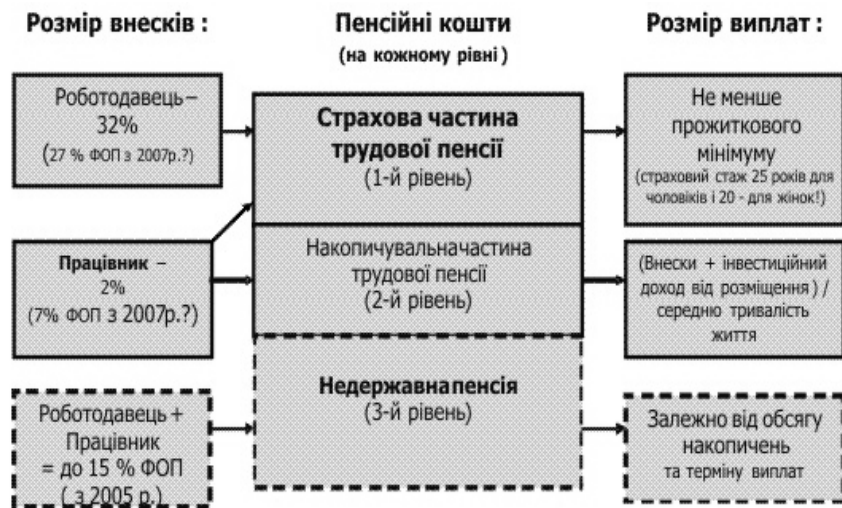 Розмір внесків :
Пенсійні кошти
(на кожному рівні)
Розмір виплат :
Роботодавець –
32%
(27 % ФОП з 2007р.?)
Страхова частина
трудової пенсії
(1-й рівень)
Не менше
прожиткового
мінімуму
(страховий стаж 25 років для
чоловіків і 20 - для жінок!)
Працівник –
2%
(7% ФОП з 2007р.?)
Накопичувальначастина
трудової пенсії
(2-й рівень)
(Внески + інвестиційний
доход від розміщення) /
середню тривалість
життя
Роботодавець +
Працівник
= до 15 % ФОП
( з 2005 р.)
Недержавнапенсія
(3-й рівень)
Залежно від обсягу
накопичень
та терміну виплат